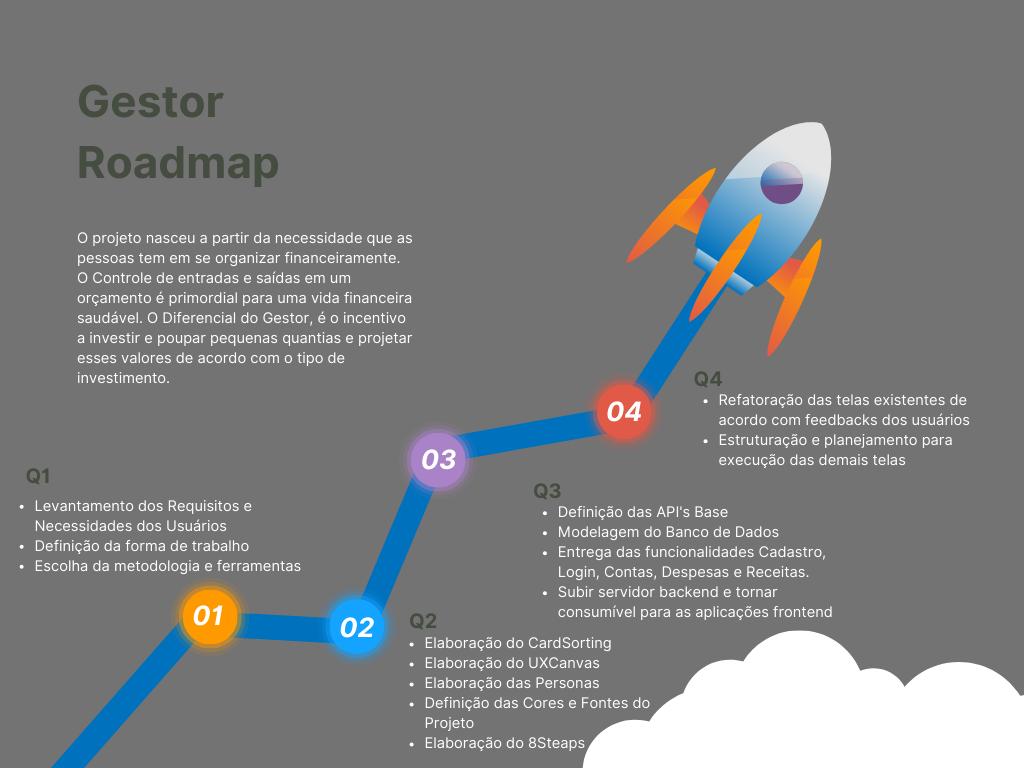 Gestor
Roadmap
O projeto nasceu a partir da necessidade que as
pessoas tem em se organizar financeiramente.
O Controle de entradas e saídas em um
orçamento é primordial para uma vida financeira
saudável. O Diferencial do Gestor, é o incentivo
a investir e poupar pequenas quantias e projetar
esses valores de acordo com o tipo de
investimento.
Q1
• Levantamento dos Requisitos e
Necessidades dos Usuários
• Definição da forma de trabalho
• Escolha da metodologia e ferramentas
01
02
Q2
• Elaboração do CardSorting
• Elaboração do UXCanvas
• Elaboração das Personas
• Definição das Cores e Fontes do
Projeto
• Elaboração do 8Steaps
03
Q3
• Definição das API's Base
• Modelagem do Banco de Dados
• Entrega das funcionalidades Cadastro,
Login, Contas, Despesas e Receitas.
• Subir servidor backend e tornar
consumível para as aplicações frontend
04
Q4
• Refatoração das telas existentes de
acordo com feedbacks dos usuários
• Estruturação e planejamento para
execução das demais telas